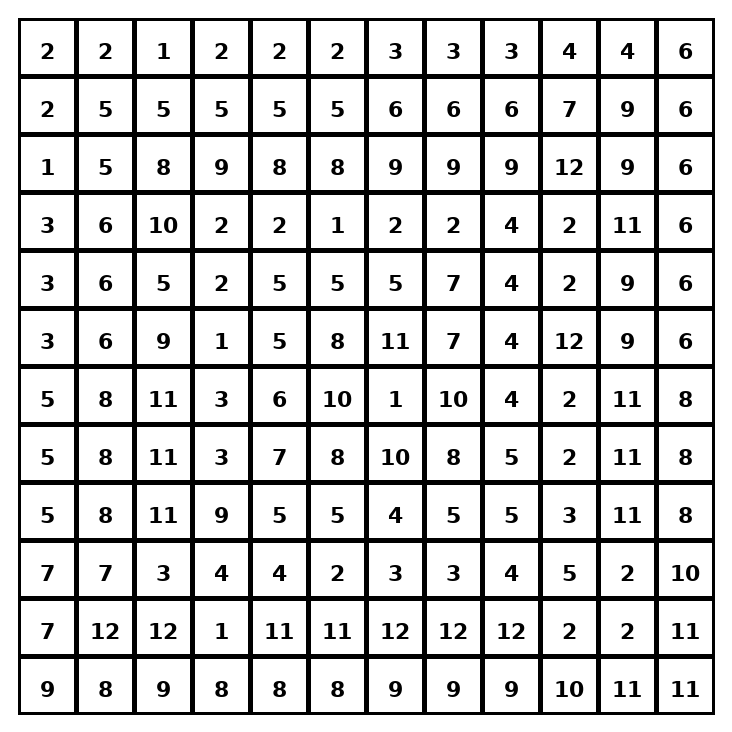 2 2 1 2 2 2 3 3 3 4 4 6
2 5 5 5 5 5 6 6 6 7 9 6
1 5 8 9 8 8 9 9 9 12 9 6
3 6 10 2 2 1 2 2 4 2 11 6
3 6 5 2 5 5 5 7 4 2 9 6
3 6 9 1 5 8 11 7 4 12 9 6
5 8 11 3 6 10 1 10 4 2 11 8
5 8 11 3 7 8 10 8 5 2 11 8
5 8 11 9 5 5 4 5 5 3 11 8
7 7 3 4 4 2 3 3 4 5 2 10
7 12 12 1 11 11 12 12 12 2 2 11
9 8 9 8 8 8 9 9 9 10 11 11